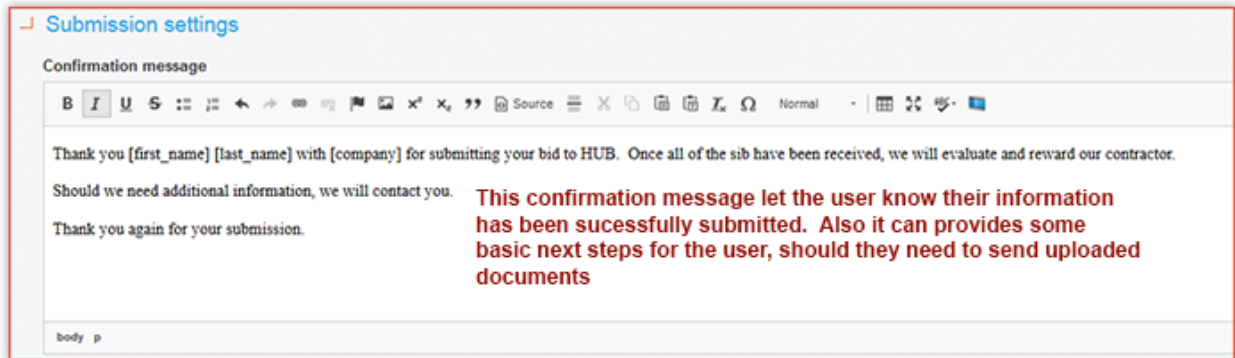 Submission settings
Confirmation message
B I U S Source Normal
Thank you [first_name] [last_name] with [company] for submitting your bid to HUB. Once all of the sib have been received, we will evaluate and reward our contractor.
Should we need additional information, we will contact you.
Thank you again for your submission.
This confirmation message let the user know their information
has been sucessfully submitted. Also it can provides some
basic next steps for the user, should they need to send uploaded
documents
body p